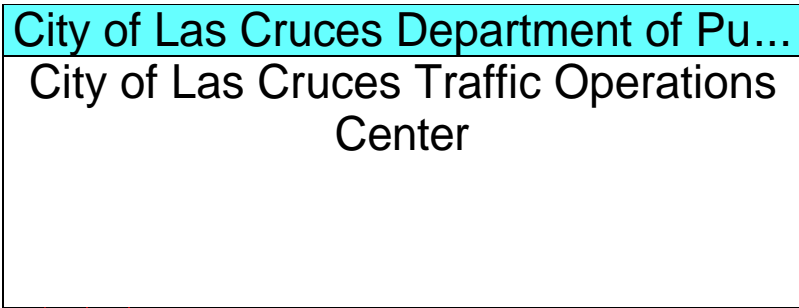 City of Las Cruces Department of Pu...
City of Las Cruces Traffic Operations
Center